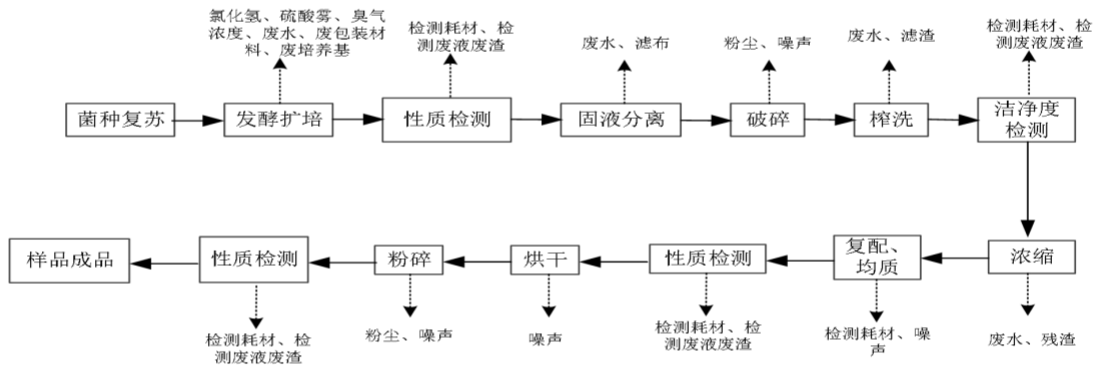 氯化氢、硫酸雾、臭气
浓度、废水、废包装材
料、废培养基
检测耗材、检
测废液废渣
废水、滤布
粉尘、噪声
废水、滤渣
检测耗材、检
测废液废渣
菌种复苏
发酵扩培
性质检测
固液分离
破碎
榨洗
洁净度
检测
样品成品
性质检测
粉碎
烘干
性质检测
复配、
均质
浓缩
检测耗材、检
测废液废渣
粉尘、噪声
噪声
检测耗材、检
测废液废渣
检测耗材、噪
声
废水、残渣